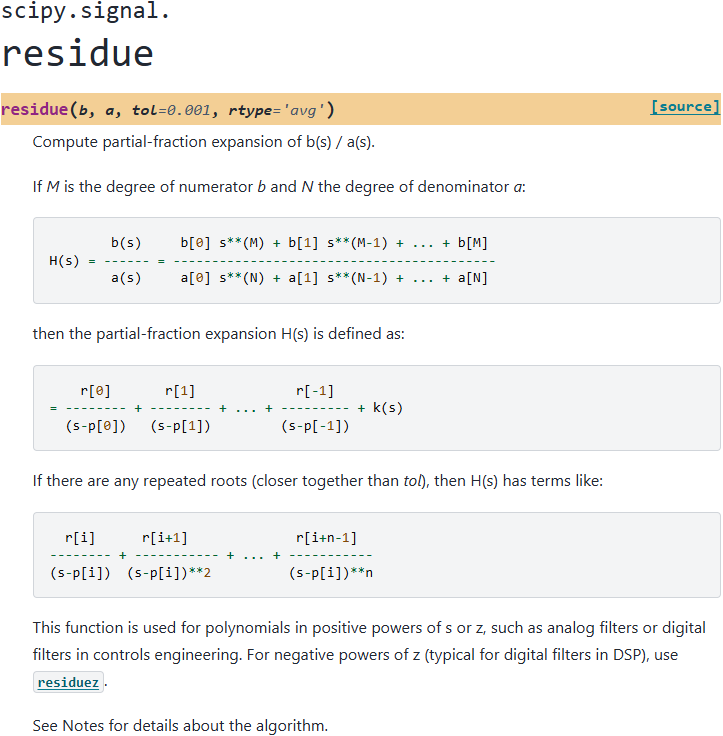 scipy.signal.
residue
residue(b, a, tol=0.001, rtype='avg') [source]
Compute partial-fraction expansion of b(s) / a(s).
If M is the degree of numerator b and N the degree of denominator a:
        b(s)     b[0] s**(M) + b[1] s**(M-1) + ... + b[M]
H(s) = ------ = ------------------------------------------
        a(s)     a[0] s**(N) + a[1] s**(N-1) + ... + a[N]
then the partial-fraction expansion H(s) is defined as:
    r[0]       r[1]             r[-1]
= -------- + -------- + ... + --------- + k(s)
  (s-p[0])   (s-p[1])         (s-p[-1])
If there are any repeated roots (closer together than tol), then H(s) has terms like:
  r[i]      r[i+1]              r[i+n-1]
-------- + ----------- + ... + -----------
(s-p[i])  (s-p[i])**2          (s-p[i])**n
This function is used for polynomials in positive powers of s or z, such as analog filters or digital
filters in controls engineering. For negative powers of z (typical for digital filters in DSP), use
residuez.
See Notes for details about the algorithm.